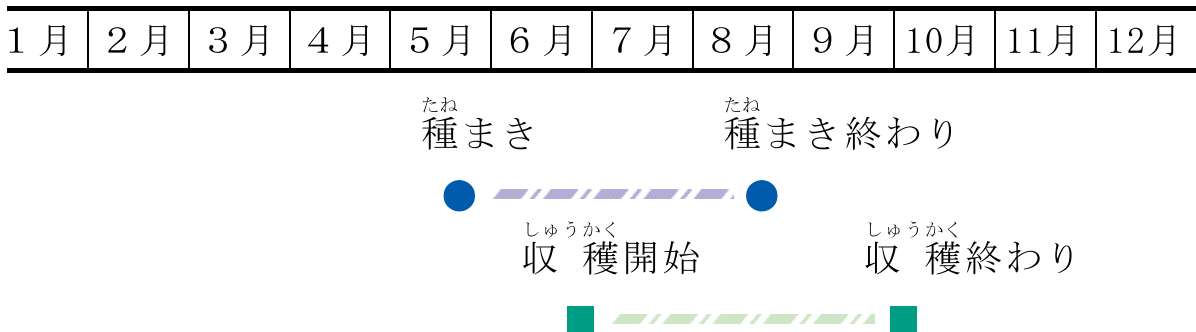 1月 2月 3月 4月 5月 6月 7月 8月 9月 10月 11月 12月
たね たね
種まき 種まき終わり
しゅうかく しゅうかく
収穫開始 収穫終わり